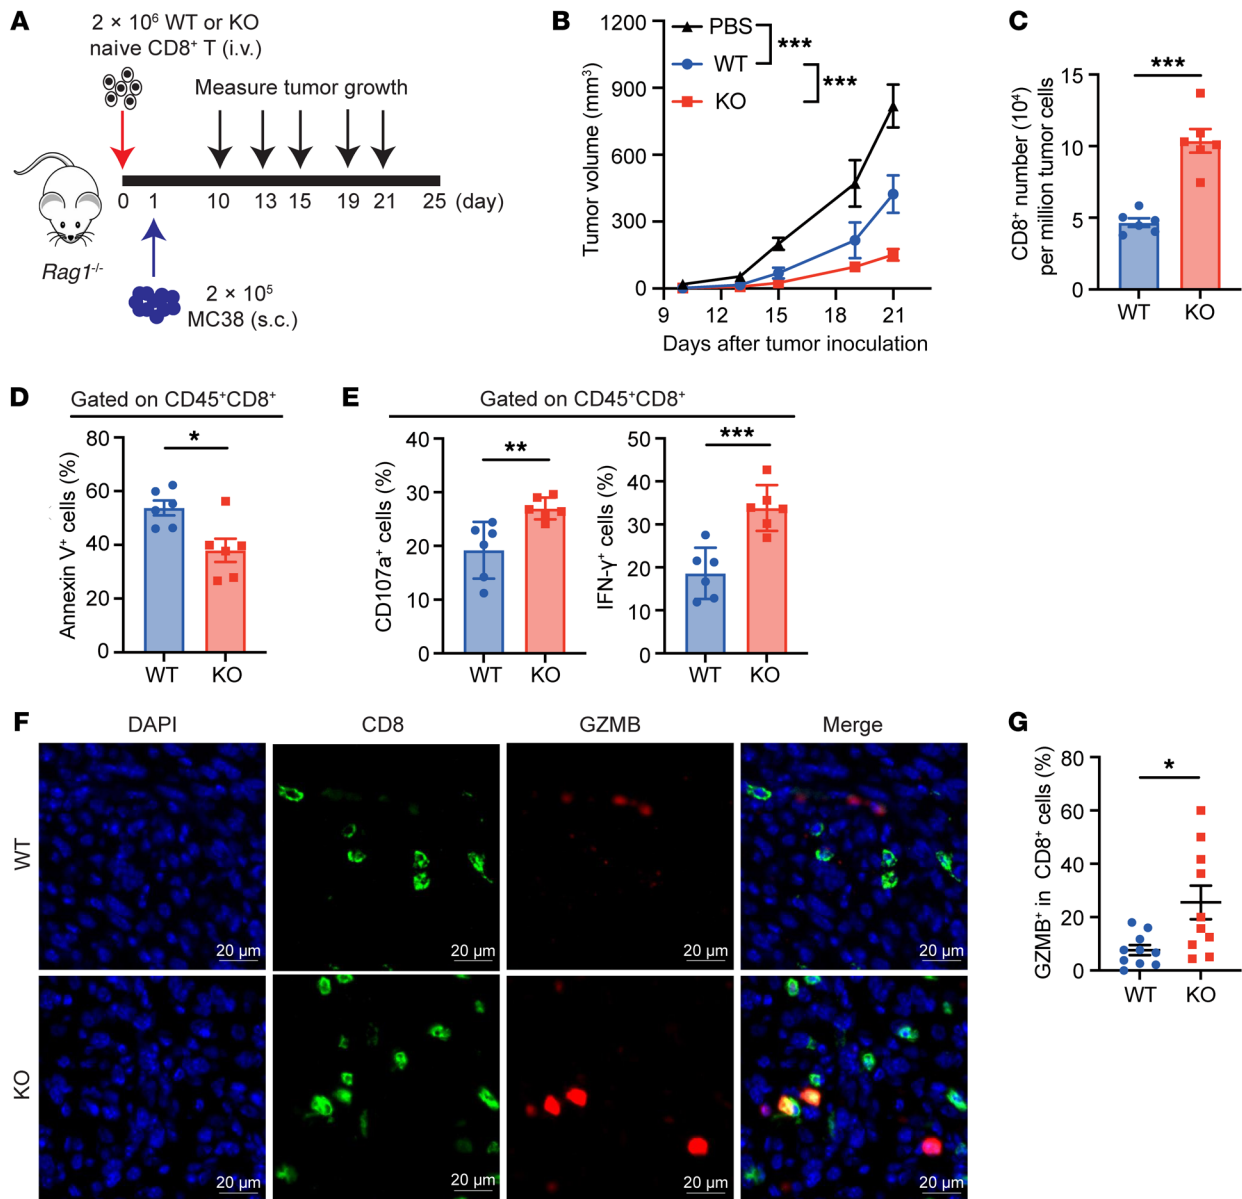 A
2 × 10⁶ WT or KO
naive CD8⁺ T (i.v.)
Measure tumor growth
0 1 10 13 15 19 21 25 (day)
Rag1⁻/⁻
2 × 10⁵
MC38 (s.c.)
B
Tumor volume (mm³)
1200
900
600
300
0
PBS
WT
KO
***
***
9 12 15 18 21
Days after tumor inoculation
C
CD8⁺ number (10⁴)
per million tumor cells
15
10
5
0
***
WT KO
D
Gated on CD45⁺CD8⁺
Annexin V⁺ cells (%)
80
60
40
20
0
*
WT KO
E
Gated on CD45⁺CD8⁺
CD107a⁺ cells (%)
40
30
20
10
0
**
WT KO
IFN-γ⁺ cells (%)
50
40
30
20
10
0
***
WT KO
F
DAPI CD8 GZMB Merge
WT
20 µm 20 µm 20 µm 20 µm
KO
20 µm 20 µm 20 µm 20 µm
G
GZMB⁺ in CD8⁺ cells (%)
80
60
40
20
0
*
WT KO